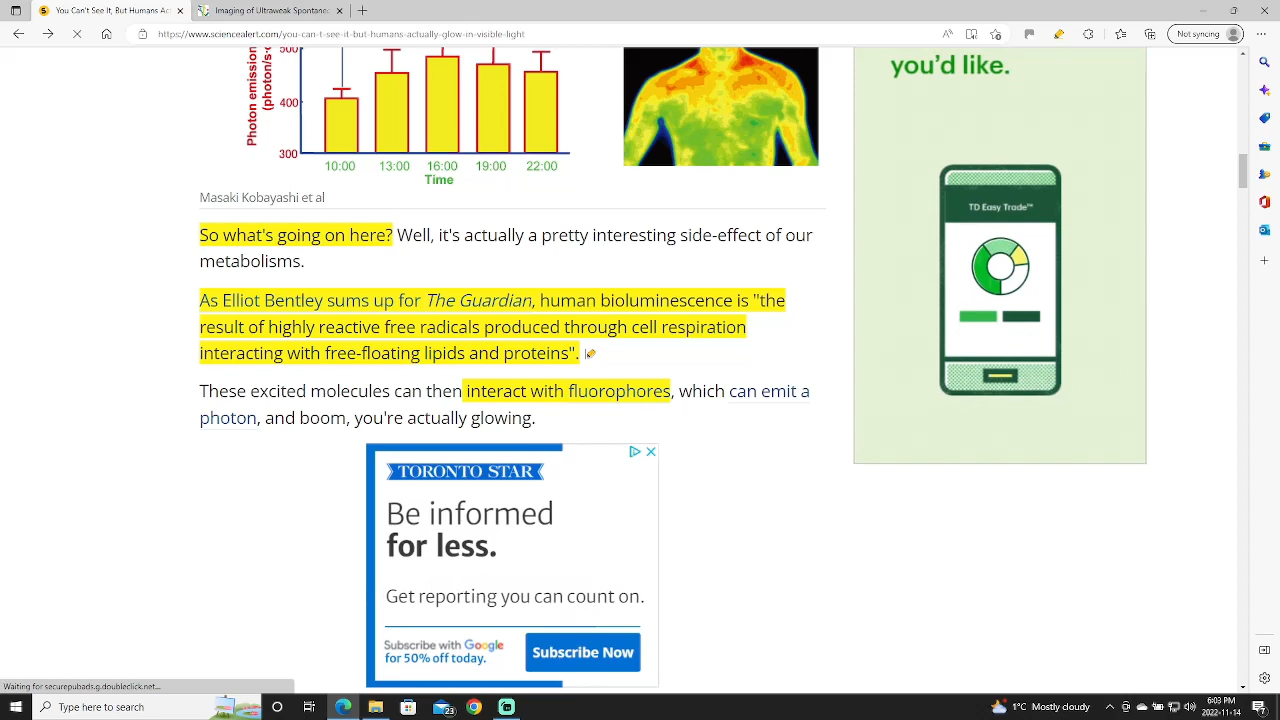 You Can't See It, But Humans Ac
Imaging of Ultraweak Spontaneo
https://www.sciencealert.com/you-can-t-see-it-but-humans-actually-glow-in-visible-light
Not syncing
Photon emission
(photon/s
500
400
300
10:00 13:00 16:00 19:00 22:00
Time
you'd like.
TD Easy Trade™
Masaki Kobayashi et al
So what's going on here? Well, it's actually a pretty interesting side-effect of our
metabolisms.
As Elliot Bentley sums up for The Guardian, human bioluminescence is "the
result of highly reactive free radicals produced through cell respiration
interacting with free-floating lipids and proteins".
These excited molecules can then interact with fluorophores, which can emit a
photon, and boom, you're actually glowing.
TORONTO STAR
Be informed
for less.
Get reporting you can count on.
Subscribe with Google
for 50% off today.
Subscribe Now
Waiting for securepubads.g.doubleclick.net...
Type here to search
1°C Mostly cloudy
6:08 PM
2022-11-14